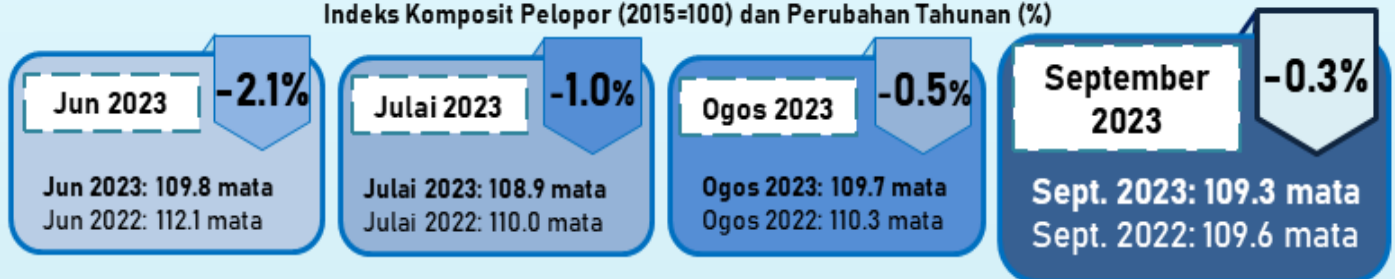 Indeks Komposit Pelopor (2015=100) dan Perubahan Tahunan (%)
Jun 2023
-2.1%
Jun 2023: 109.8 mata
Jun 2022: 112.1 mata
Julai 2023
-1.0%
Julai 2023: 108.9 mata
Julai 2022: 110.0 mata
Ogos 2023
-0.5%
Ogos 2023: 109.7 mata
Ogos 2022: 110.3 mata
September
2023
-0.3%
Sept. 2023: 109.3 mata
Sept. 2022: 109.6 mata